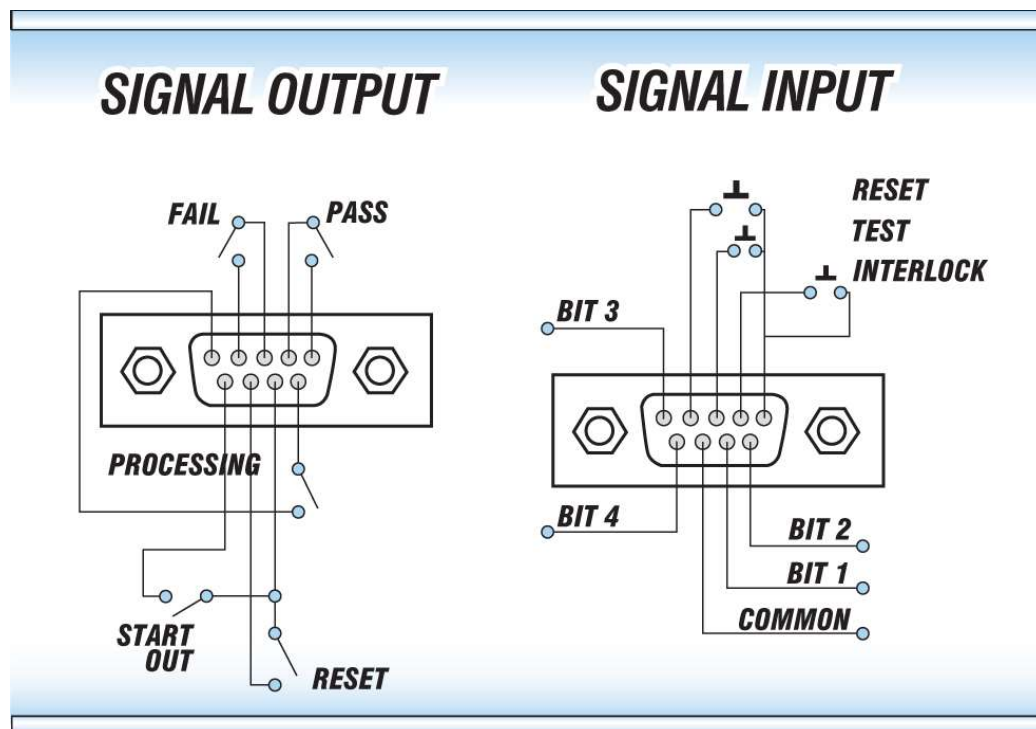 SIGNAL OUTPUT
FAIL
PASS
PROCESSING
START
OUT
RESET
SIGNAL INPUT
RESET
TEST
INTERLOCK
BIT 3
BIT 4
BIT 2
BIT 1
COMMON